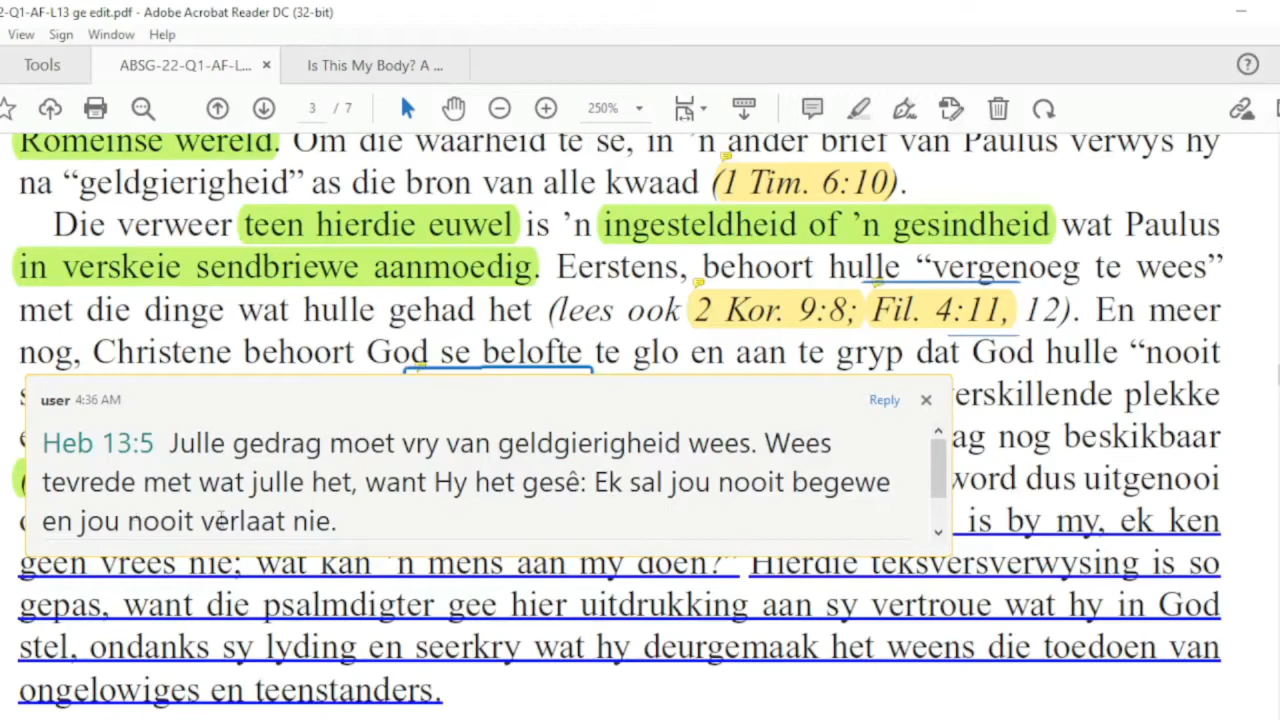 2-Q1-AF-L13 ge edit.pdf - Adobe Acrobat Reader DC (32-bit)
View Sign Window Help
Tools ABSG-22-Q1-AF-L... × Is This My Body? A ...
3 / 7 250%
Romeinse wêreld. Om die waarheid te sê, in ’n ander brief van Paulus verwys hy
na “geldgierigheid” as die bron van alle kwaad (1 Tim. 6:10).
Die verweer teen hierdie euwel is ’n ingesteldheid of ’n gesindheid wat Paulus
in verskeie sendbriewe aanmoedig. Eerstens, behoort hulle “vergenoeg te wees”
met die dinge wat hulle gehad het (lees ook 2 Kor. 9:8; Fil. 4:11, 12). En meer
nog, Christene behoort God se belofte te glo en aan te gryp dat God hulle “nooit
user 4:36 AM Reply ×
Heb 13:5 Julle gedrag moet vry van geldgierigheid wees. Wees
tevrede met wat julle het, want Hy het gesê: Ek sal jou nooit begewe
en jou nooit verlaat nie.
verskillende plekke
ag nog beskikbaar
word dus uitgenooi
is by my, ek ken
geen vrees nie; wat kan ’n mens aan my doen?” Hierdie teksversverwysing is so
gepas, want die psalmdigter gee hier uitdrukking aan sy vertroue wat hy in God
stel, ondanks sy lyding en seerkry wat hy deurgemaak het weens die toedoen van
ongelowiges en teenstanders.